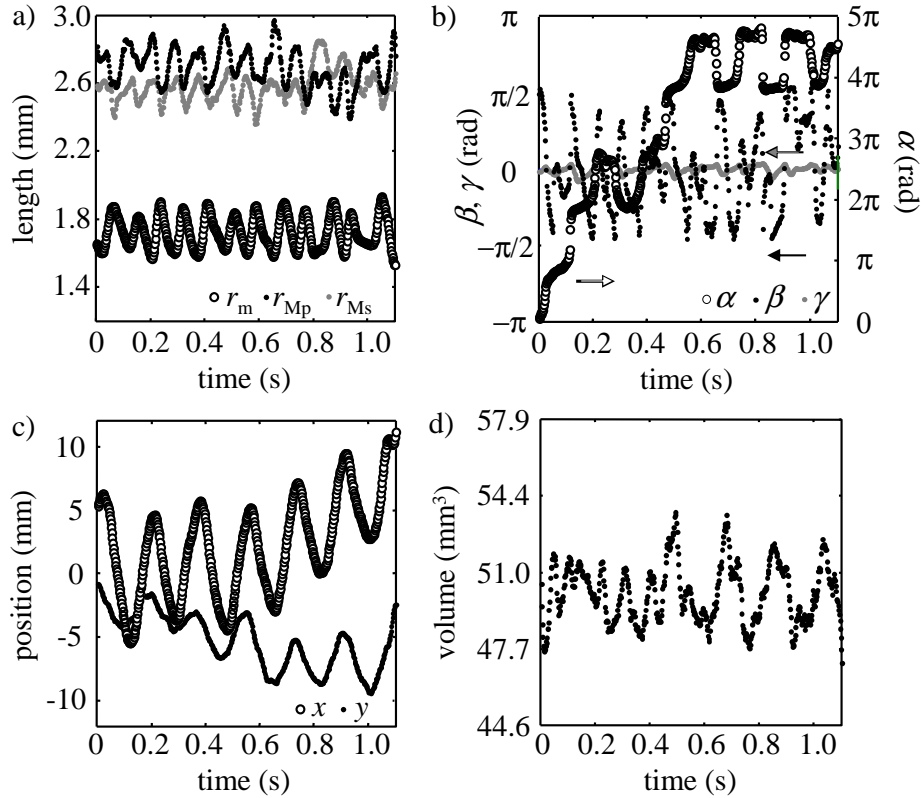 a)
3.0
2.6
2.2
1.8
1.4
length (mm)
r_m r_Mp r_Ms
0 0.2 0.4 0.6 0.8 1.0
time (s)
b)
π
π/2
0
−π/2
−π
β, γ (rad)
5π
4π
3π
2π
π
0
α (rad)
α β γ
0 0.2 0.4 0.6 0.8 1.0
time (s)
c)
10
5
0
-5
-10
position (mm)
x y
0 0.2 0.4 0.6 0.8 1.0
time (s)
d)
57.9
54.4
51.0
47.7
44.6
volume (mm³)
0 0.2 0.4 0.6 0.8 1.0
time (s)